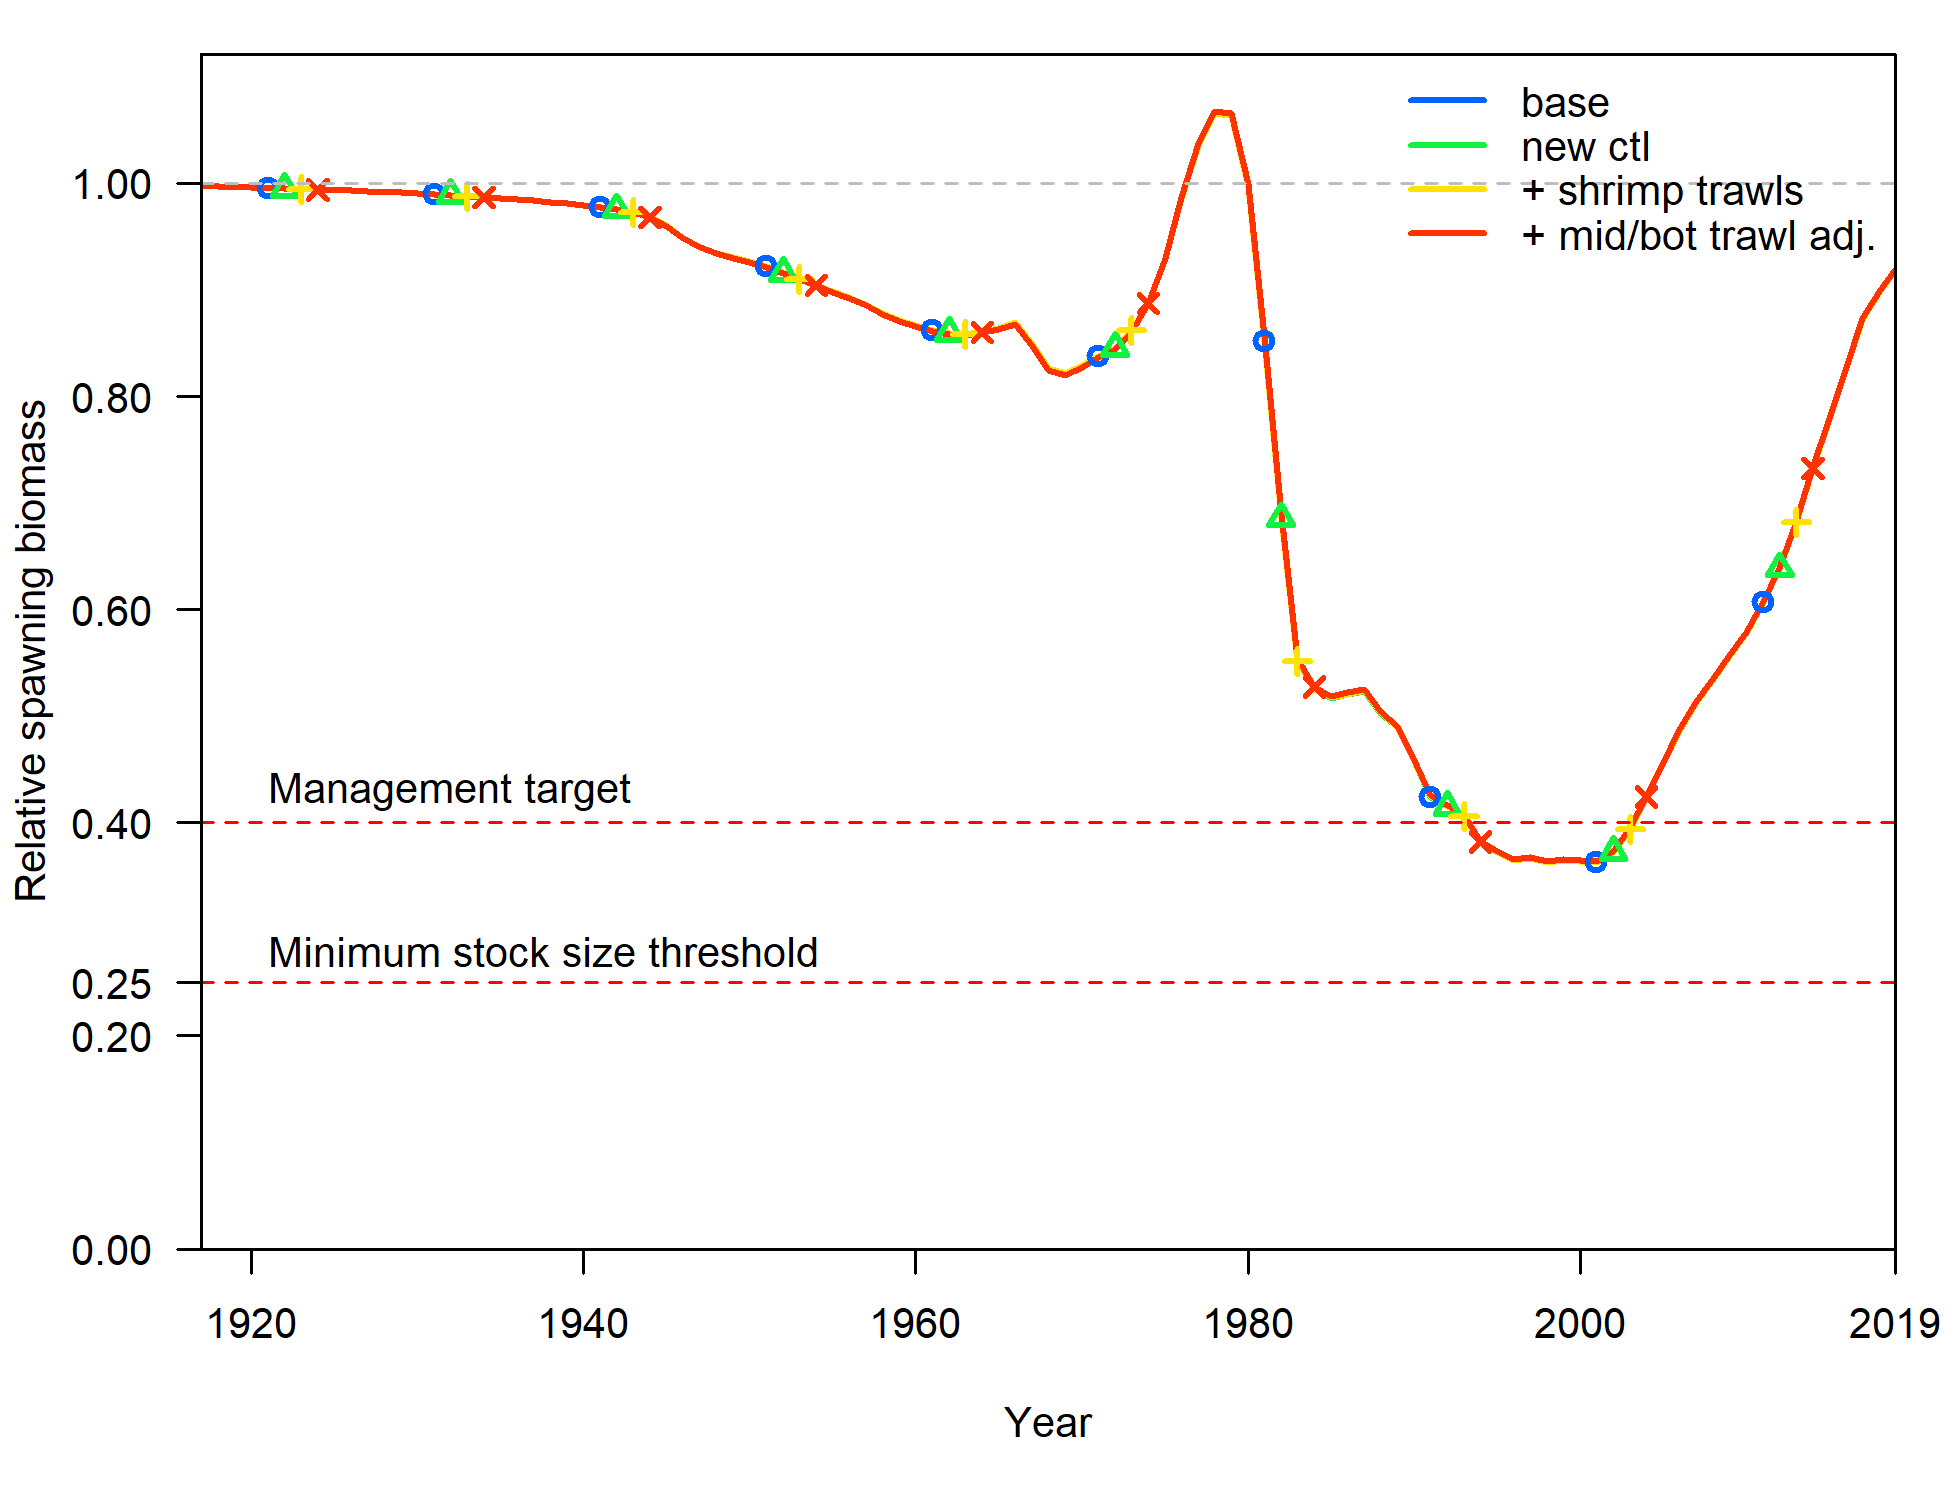 base
new ctl
+ shrimp trawls
+ mid/bot trawl adj.
1.00
0.80
0.60
0.40
0.25
0.20
0.00
Relative spawning biomass
Management target
Minimum stock size threshold
1920
1940
1960
1980
2000
2019
Year